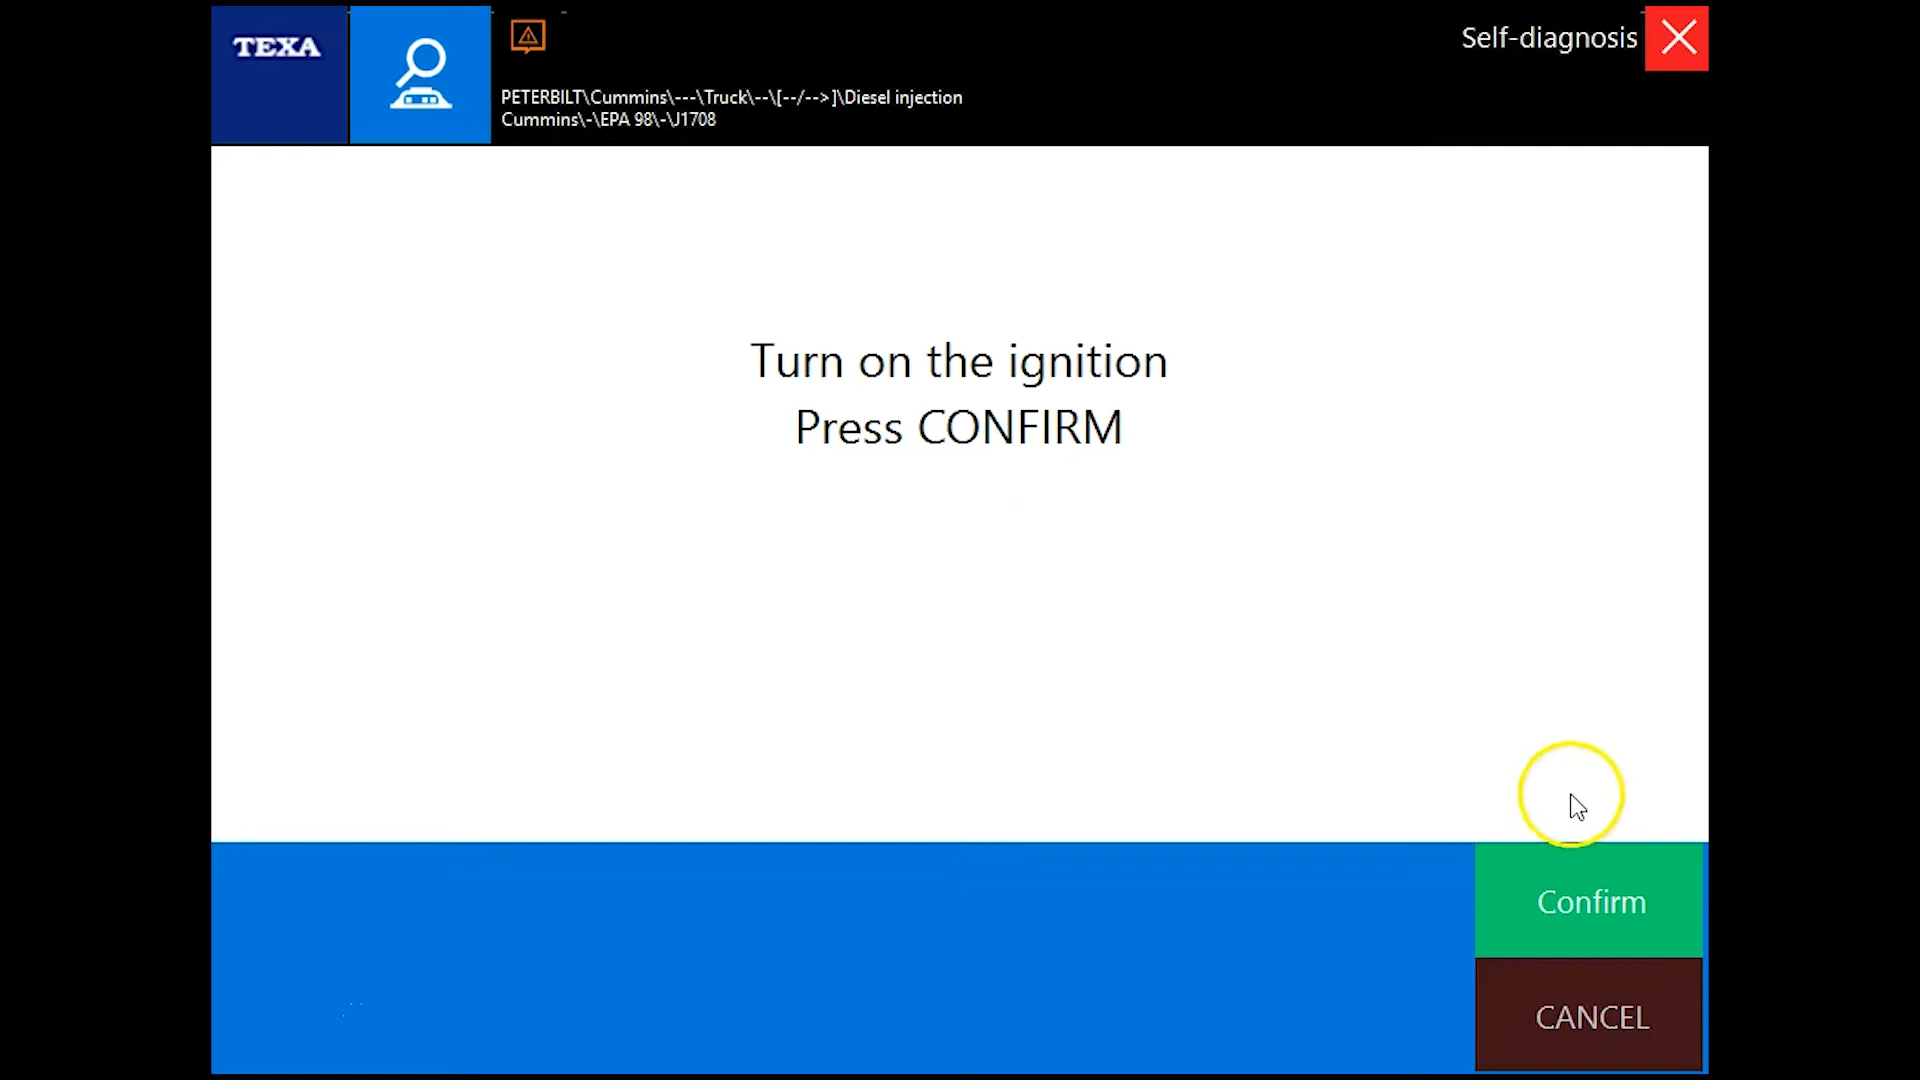 TEXA
Self-diagnosis
PETERBILT\Cummins\---\Truck\--\[--/-->]\Diesel injection
Cummins\-\EPA 98\-\J1708
Turn on the ignition
Press CONFIRM
Confirm
CANCEL